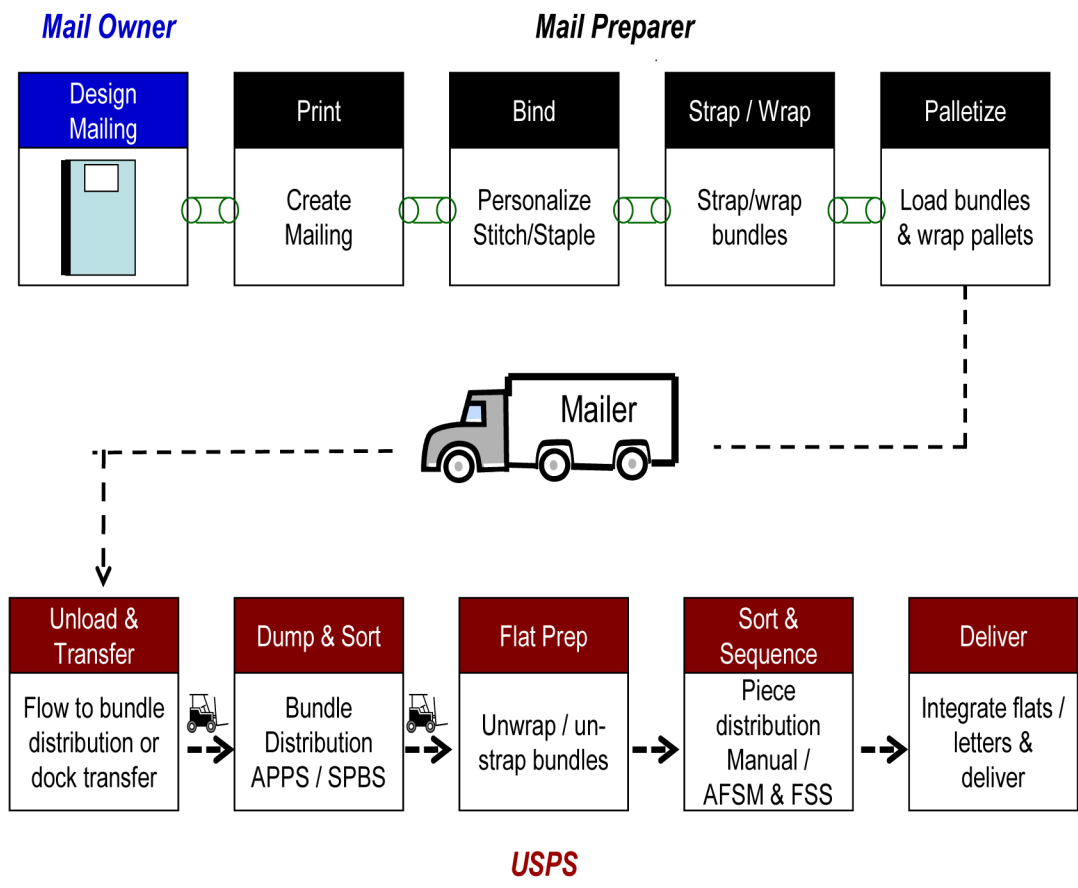 Mail Owner
Mail Preparer
Design
Mailing
Print
Create
Mailing
Bind
Personalize
Stitch/Staple
Strap / Wrap
Strap/wrap
bundles
Palletize
Load bundles
& wrap pallets
Mailer
Unload &
Transfer
Flow to bundle
distribution or
dock transfer
Dump & Sort
Bundle
Distribution
APPS / SPBS
Flat Prep
Unwrap / un-
strap bundles
Sort &
Sequence
Piece
distribution
Manual /
AFSM & FSS
Deliver
Integrate flats /
letters &
deliver
USPS